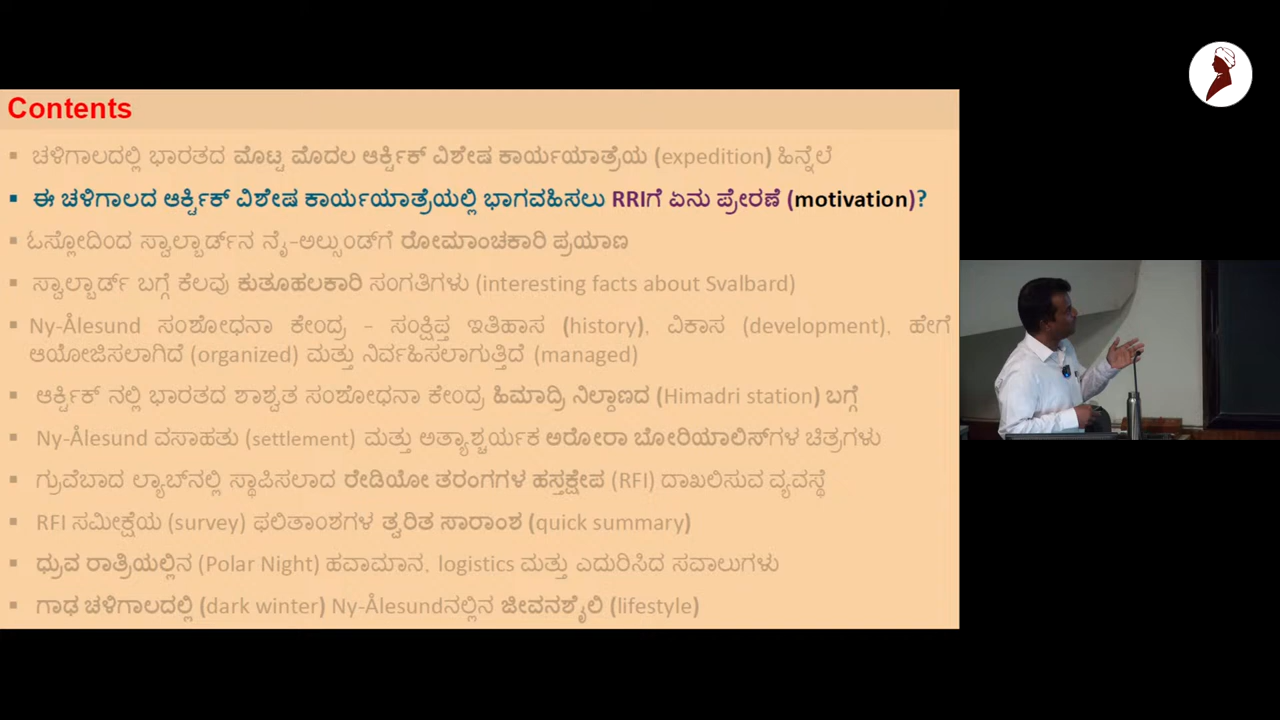 Contents
▪ ಚಳಿಗಾಲದಲ್ಲಿ ಭಾರತದ ಮೊಟ್ಟ ಮೊದಲ ಆರ್ಕ್ಟಿಕ್ ವಿಶೇಷ ಕಾರ್ಯಯಾತ್ರೆಯ (expedition) ಹಿನ್ನೆಲೆ
▪ ಈ ಚಳಿಗಾಲದ ಆರ್ಕ್ಟಿಕ್ ವಿಶೇಷ ಕಾರ್ಯಯಾತ್ರೆಯಲ್ಲಿ ಭಾಗವಹಿಸಲು RRIಗೆ ಏನು ಪ್ರೇರಣೆ (motivation)?
▪ ಓಸ್ಲೋದಿಂದ ಸ್ವಾಲ್ಬಾರ್ಡ್‌ನ ನೈ-ಅಲ್ಸುಂಡ್‌ಗೆ ರೋಮಾಂಚಕಾರಿ ಪ್ರಯಾಣ
▪ ಸ್ವಾಲ್ಬಾರ್ಡ್ ಬಗ್ಗೆ ಕೆಲವು ಕುತೂಹಲಕಾರಿ ಸಂಗತಿಗಳು (interesting facts about Svalbard)
▪ Ny-Ålesund ಸಂಶೋಧನಾ ಕೇಂದ್ರ - ಸಂಕ್ಷಿಪ್ತ ಇತಿಹಾಸ (history), ವಿಕಾಸ (development), ಹೇಗೆ
ಆಯೋಜಿಸಲಾಗಿದೆ (organized) ಮತ್ತು ನಿರ್ವಹಿಸಲಾಗುತ್ತಿದೆ (managed)
▪ ಆರ್ಕ್ಟಿಕ್ ನಲ್ಲಿ ಭಾರತದ ಶಾಶ್ವತ ಸಂಶೋಧನಾ ಕೇಂದ್ರ ಹಿಮಾದ್ರಿ ನಿಲ್ದಾಣದ (Himadri station) ಬಗ್ಗೆ
▪ Ny-Ålesund ವಸಾಹತು (settlement) ಮತ್ತು ಅತ್ಯಾಶ್ಚರ್ಯಕ ಅರೋರಾ ಬೋರಿಯಾಲಿಸ್‌ಗಳ ಚಿತ್ರಗಳು
▪ ಗ್ರುವೆಬಾದ ಲ್ಯಾಬ್‌ನಲ್ಲಿ ಸ್ಥಾಪಿಸಲಾದ ರೇಡಿಯೋ ತರಂಗಗಳ ಹಸ್ತಕ್ಷೇಪ (RFI) ದಾಖಲಿಸುವ ವ್ಯವಸ್ಥೆ
▪ RFI ಸಮೀಕ್ಷೆಯ (survey) ಫಲಿತಾಂಶಗಳ ತ್ವರಿತ ಸಾರಾಂಶ (quick summary)
▪ ಧ್ರುವ ರಾತ್ರಿಯಲ್ಲಿನ (Polar Night) ಹವಾಮಾನ, logistics ಮತ್ತು ಎದುರಿಸಿದ ಸವಾಲುಗಳು
▪ ಗಾಢ ಚಳಿಗಾಲದಲ್ಲಿ (dark winter) Ny-Ålesundನಲ್ಲಿನ ಜೀವನಶೈಲಿ (lifestyle)